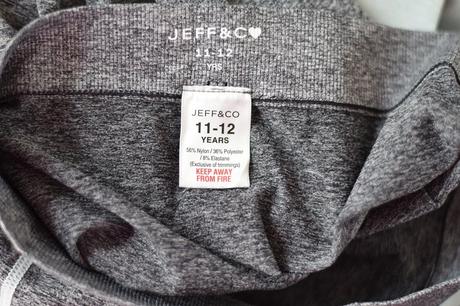 JEFF&CO♥
11-12
YRS
JEFF&CO
11-12
YEARS
56% Nylon / 36% Polyester
/ 8% Elastane
(Exclusive of trimmings)
KEEP AWAY
FROM FIRE